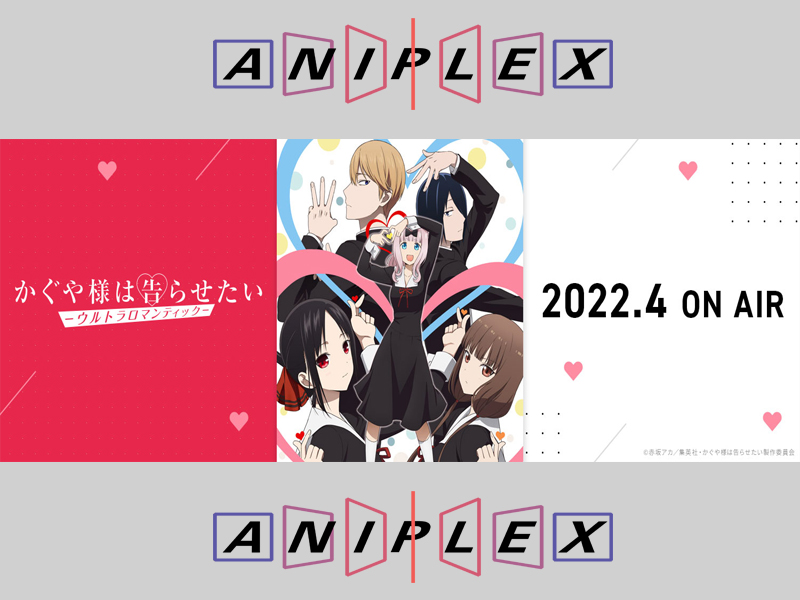 ANIPLEX
かぐや様は告らせたい
-ウルトラロマンティック-
2022.4 ON AIR
©赤坂アカ/集英社・かぐや様は告らせたい製作委員会
ANIPLEX